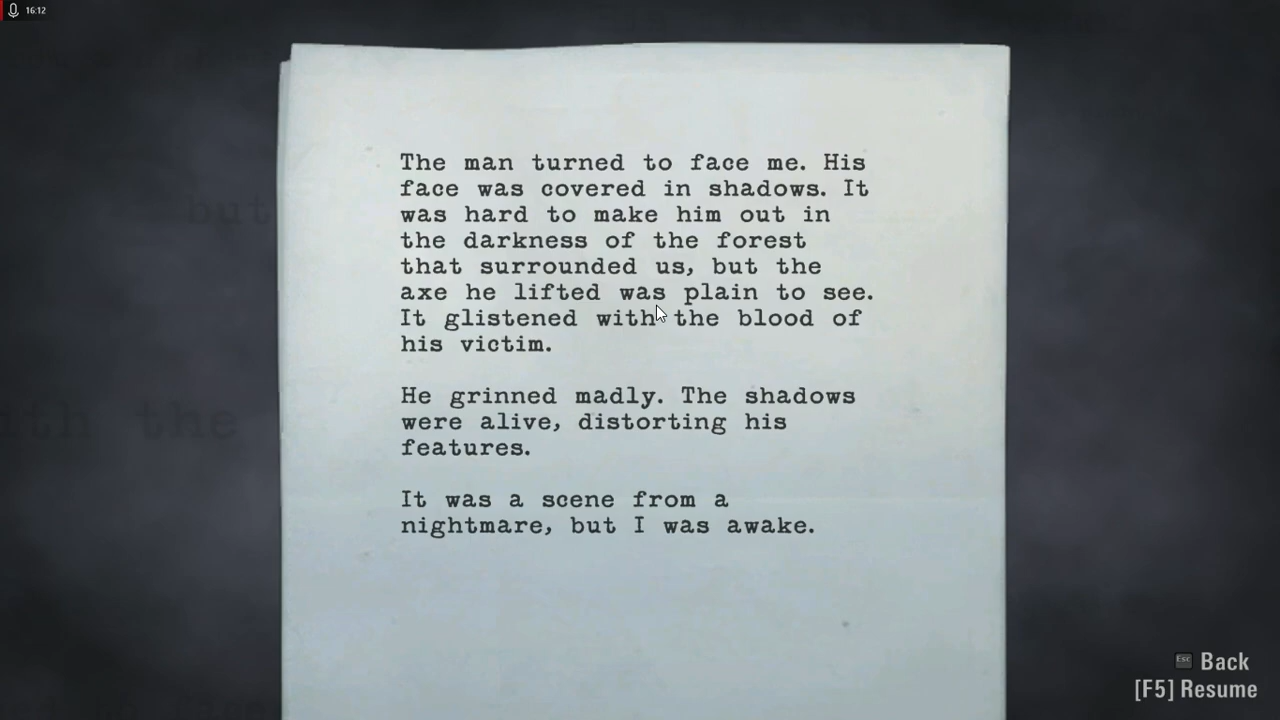 16:12
The man turned to face me. His
face was covered in shadows. It
was hard to make him out in
the darkness of the forest
that surrounded us, but the
axe he lifted was plain to see.
It glistened with the blood of
his victim.
He grinned madly. The shadows
were alive, distorting his
features.
It was a scene from a
nightmare, but I was awake.
but
the
Esc Back
[F5] Resume